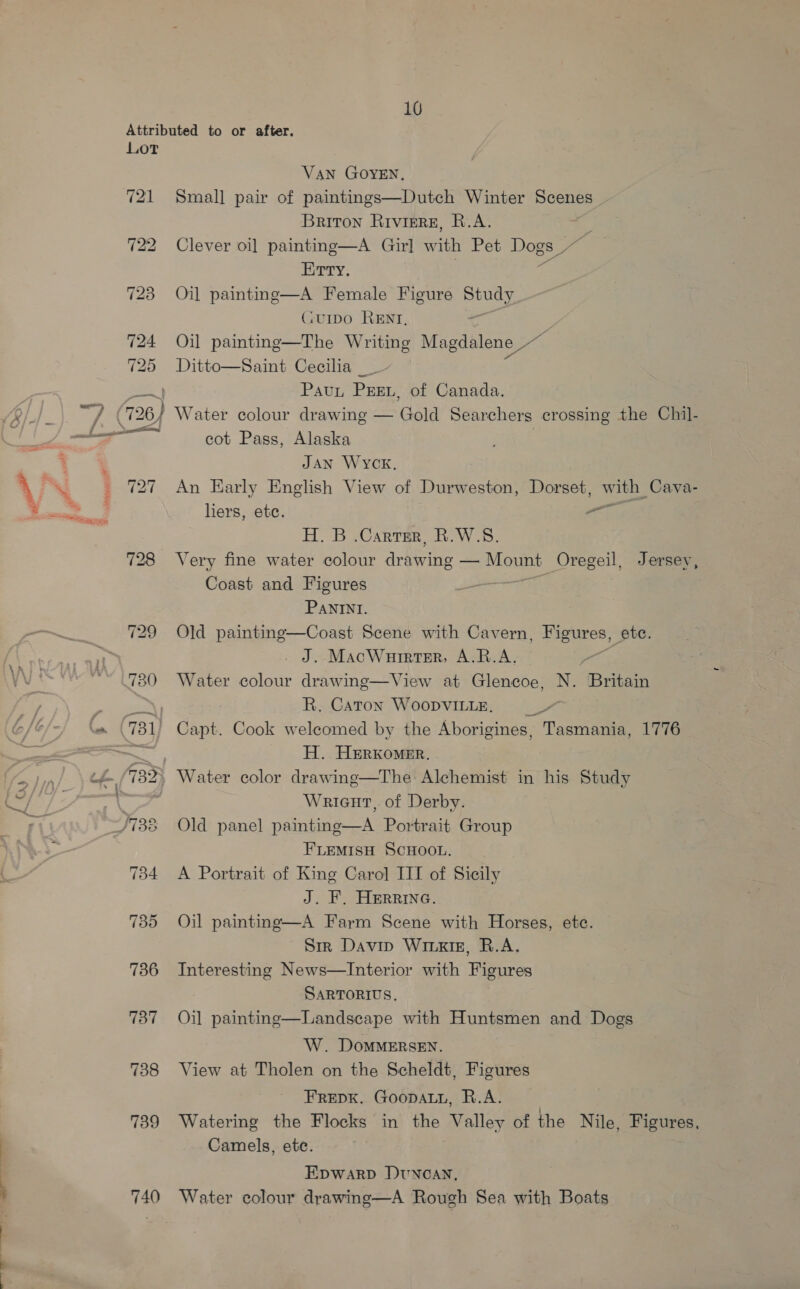 10
Attributed to or after.
LOT
VAN GOYEN.
721 Small pair of paintings—Dutch Winter Scenes
BRITON RIVIERE, R.A.
722 Clever oil painting—A Girl with Pet Dogs
ETTY.
723 Oil painting—A Female Figure Study
GUIDO RENI.
724 Oil painting—The Writing Magdalene
725 Ditto—Saint Cecilia
PAUL PEEL, of Canada.
726 Water colour drawing — Gold Searchers crossing the Chil-
cot Pass, Alaska
JAN WYCK.
727 An Early English View of Durweston, Dorset, with Cava-
liers, etc.
H. B .CARTER, R.W.S.
728 Very fine water colour drawing — Mount Oregeil, Jersey,
Coast and Figures
PANINI.
729 Old painting—Coast Scene with Cavern, Figures, etc.
J. MACWHIRTER, A.R.A.
730 Water colour drawing—View at Glencoe, N. Britain
R. CATON WOODVILLE.
731 Capt. Cook welcomed by the Aborigines, Tasmania, 1776
H. HERKOMER.
732 Water color drawing—The Alchemist in his Study
WRIGHT, of Derby.
733 Old panel painting—A Portrait Group
FLEMISH SCHOOL.
734 A Portrait of King Carol III of Sicily
J. F. HERRING.
735 Oil painting—A Farm Scene with Horses, etc.
SIR DAVID WILKIE, R.A.
736 Interesting News—Interior with Figures
SARTORIUS.
737 Oil painting—Landscape with Huntsmen and Dogs
W. DOMMERSEN.
738 View at Tholen on the Scheldt, Figures
FREDK. GOODALL, R.A.
739 Watering the Flocks in the Valley of the Nile, Figures,
Camels, etc.
EDWARD DUNCAN.
740 Water colour drawing—A Rough Sea with Boats